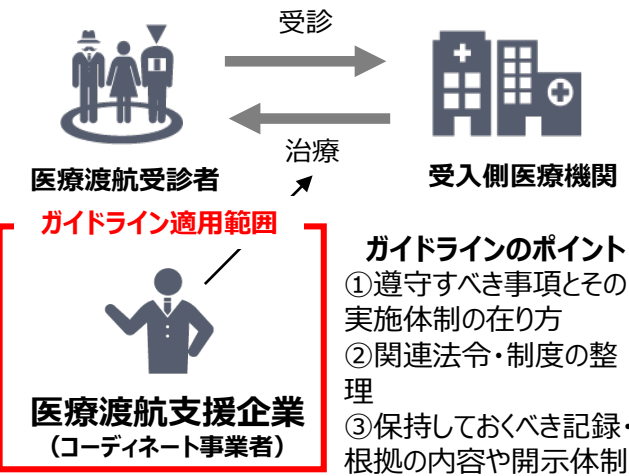 受診
治療
医療渡航受診者
受入側医療機関
ガイドライン適用範囲
医療渡航支援企業
（コーディネート事業者）
ガイドラインのポイント
①遵守すべき事項とその
実施体制の在り方
②関連法令・制度の整
理
③保持しておくべき記録・
根拠の内容や開示体制